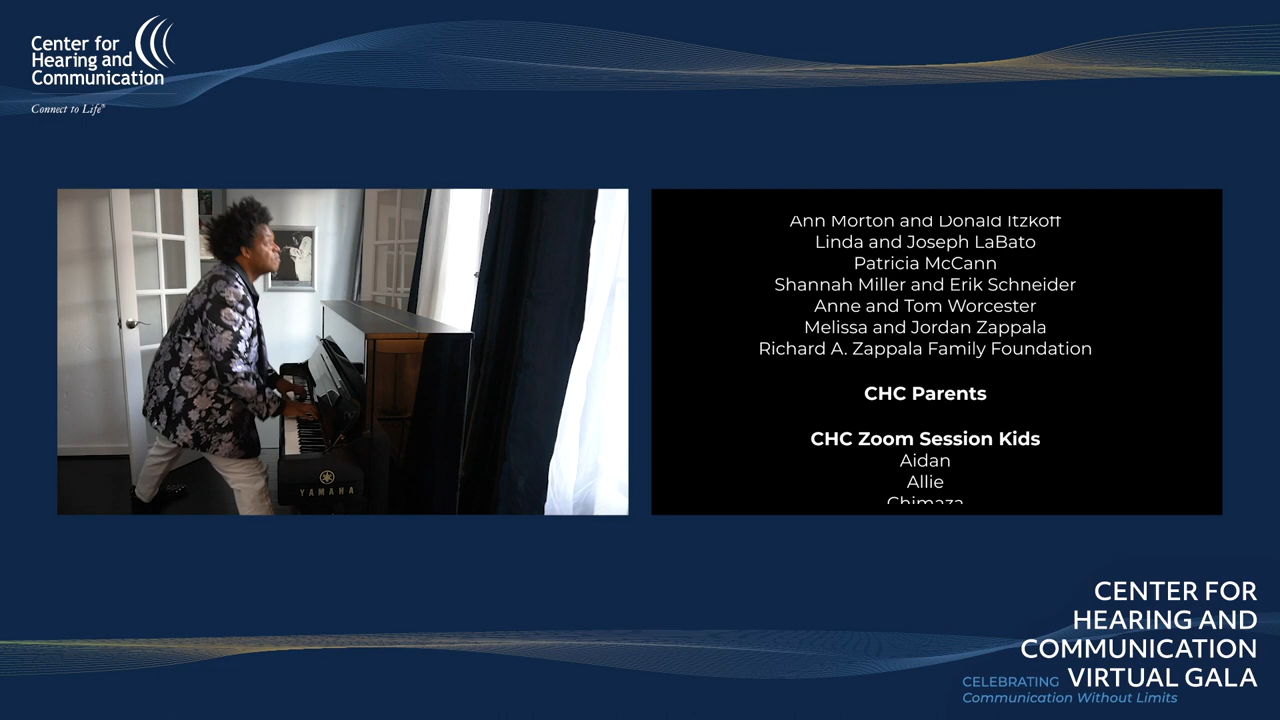 Center for
Hearing and
Communication
Connect to Life®
Ann Morton and Donald Itzkoff
Linda and Joseph LaBato
Patricia McCann
Shannah Miller and Erik Schneider
Anne and Tom Worcester
Melissa and Jordan Zappala
Richard A. Zappala Family Foundation
CHC Parents
CHC Zoom Session Kids
Aidan
Allie
Chimaza
YAMAHA
CENTER FOR
HEARING AND
COMMUNICATION
CELEBRATING VIRTUAL GALA
Communication Without Limits